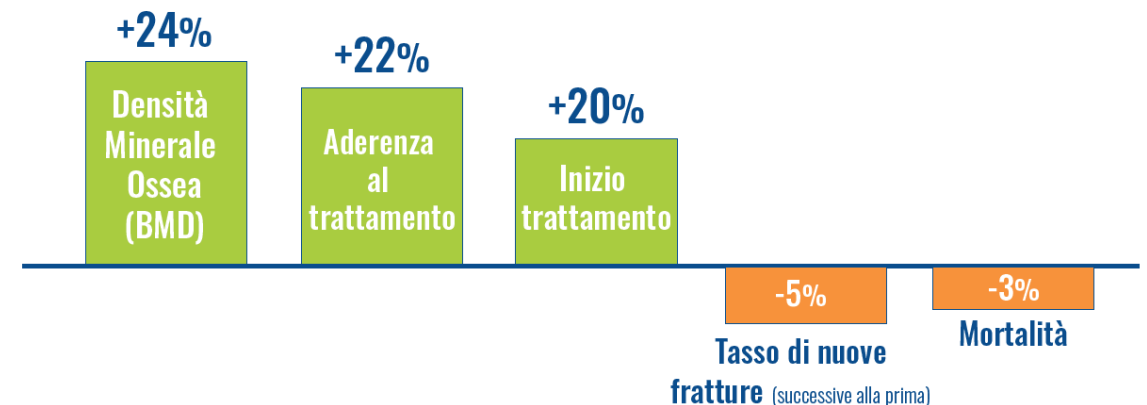 +24%
Densità
Minerale
Ossea
(BMD)
+22%
Aderenza
al
trattamento
+20%
Inizio
trattamento
-5%
Tasso di nuove
fratture (successive alla prima)
-3%
Mortalità